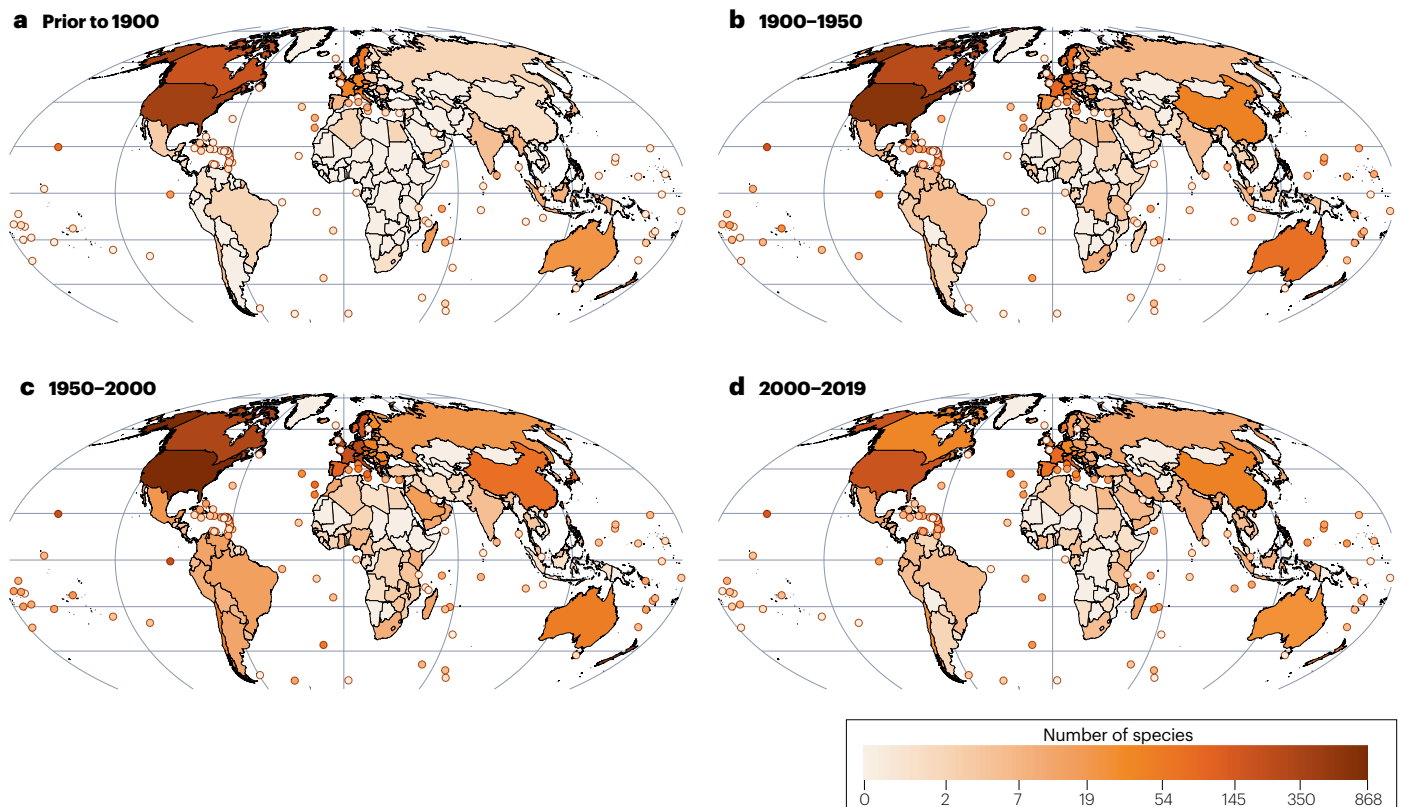 a Prior to 1900
b 1900–1950
c 1950–2000
d 2000–2019
Number of species
0 2 7 19 54 145 350 868